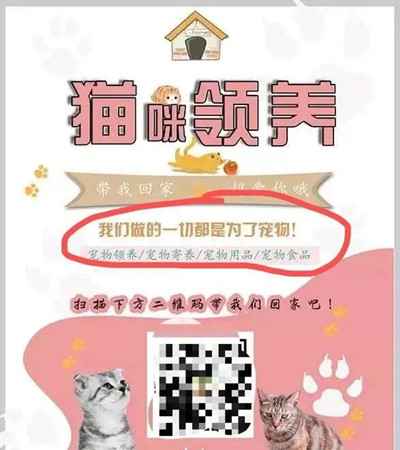 猫咪领养
带我回家
我们做的一切都是为了宠物!
宠物领养/宠物寄养/宠物用品/宠物食品
扫描下方二维码带我们回家吧!